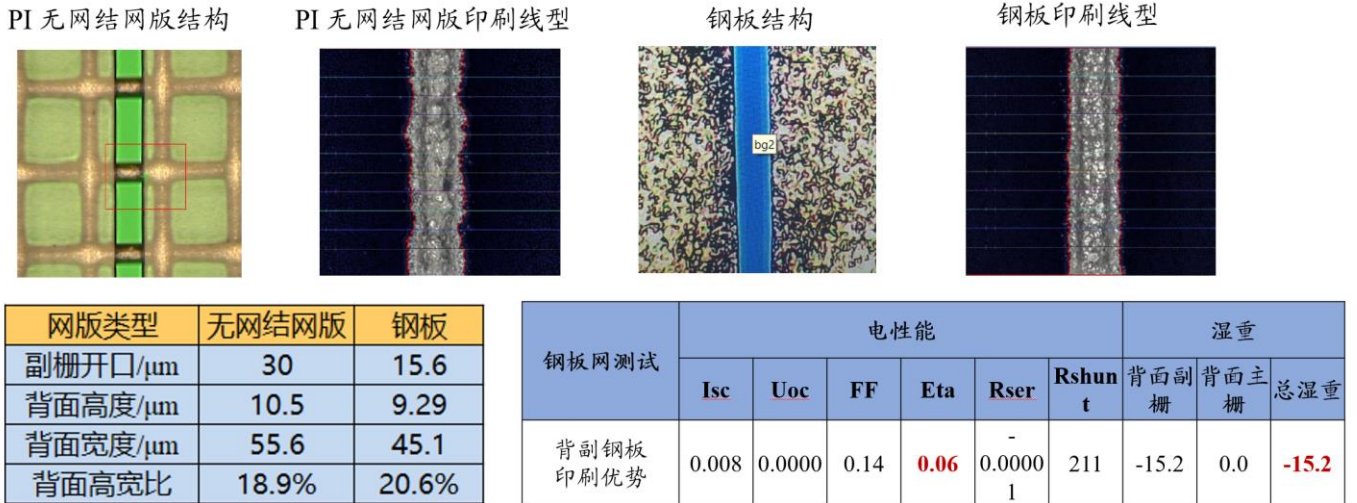 PI 无网结网版结构
PI 无网结网版印刷线型
钢板结构
钢板印刷线型
bg2
网版类型 无网结网版 钢板
副栅开口/μm 30 15.6
背面高度/μm 10.5 9.29
背面宽度/μm 55.6 45.1
背面高宽比 18.9% 20.6%
钢板网测试 电性能 湿重
Isc Uoc FF Eta Rser Rshunt 背面副栅 背面主栅 总湿重
背副钢板印刷优势 0.008 0.0000 0.14 0.06 -0.00001 211 -15.2 0.0 -15.2